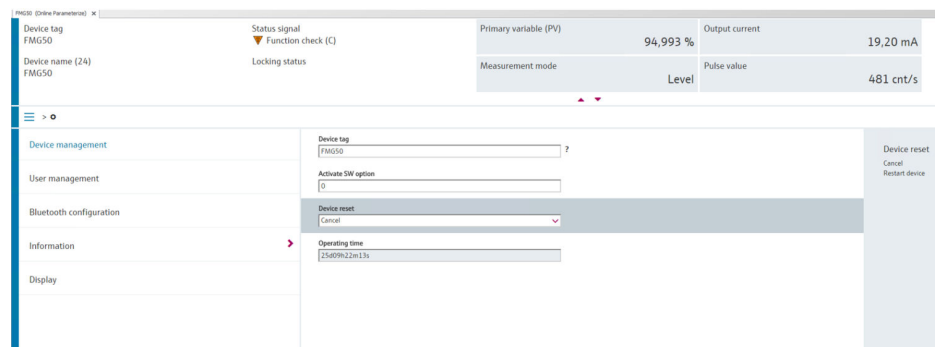 FMG50 (Online Parameterize) ×
Device tag
FMG50
Status signal
Function check (C)
Primary variable (PV)
94,993 %
Output current
19,20 mA
Device name (24)
FMG50
Locking status
Measurement mode
Level
Pulse value
481 cnt/s
>
Device management
User management
Bluetooth configuration
Information
Display
Device tag
FMG50
?
Activate SW option
0
Device reset
Cancel
Operating time
25d09h22m13s
Device reset
Cancel
Restart device